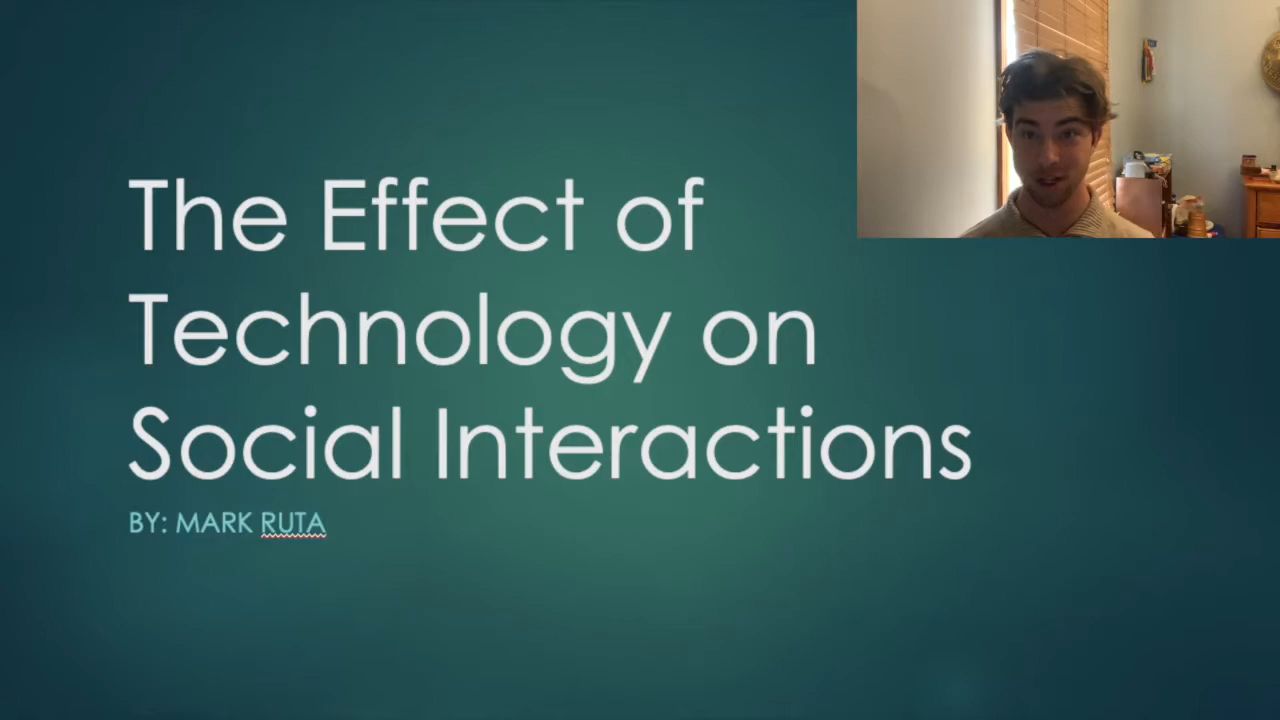 The Effect of
Technology on
Social Interactions
BY: MARK RUTA